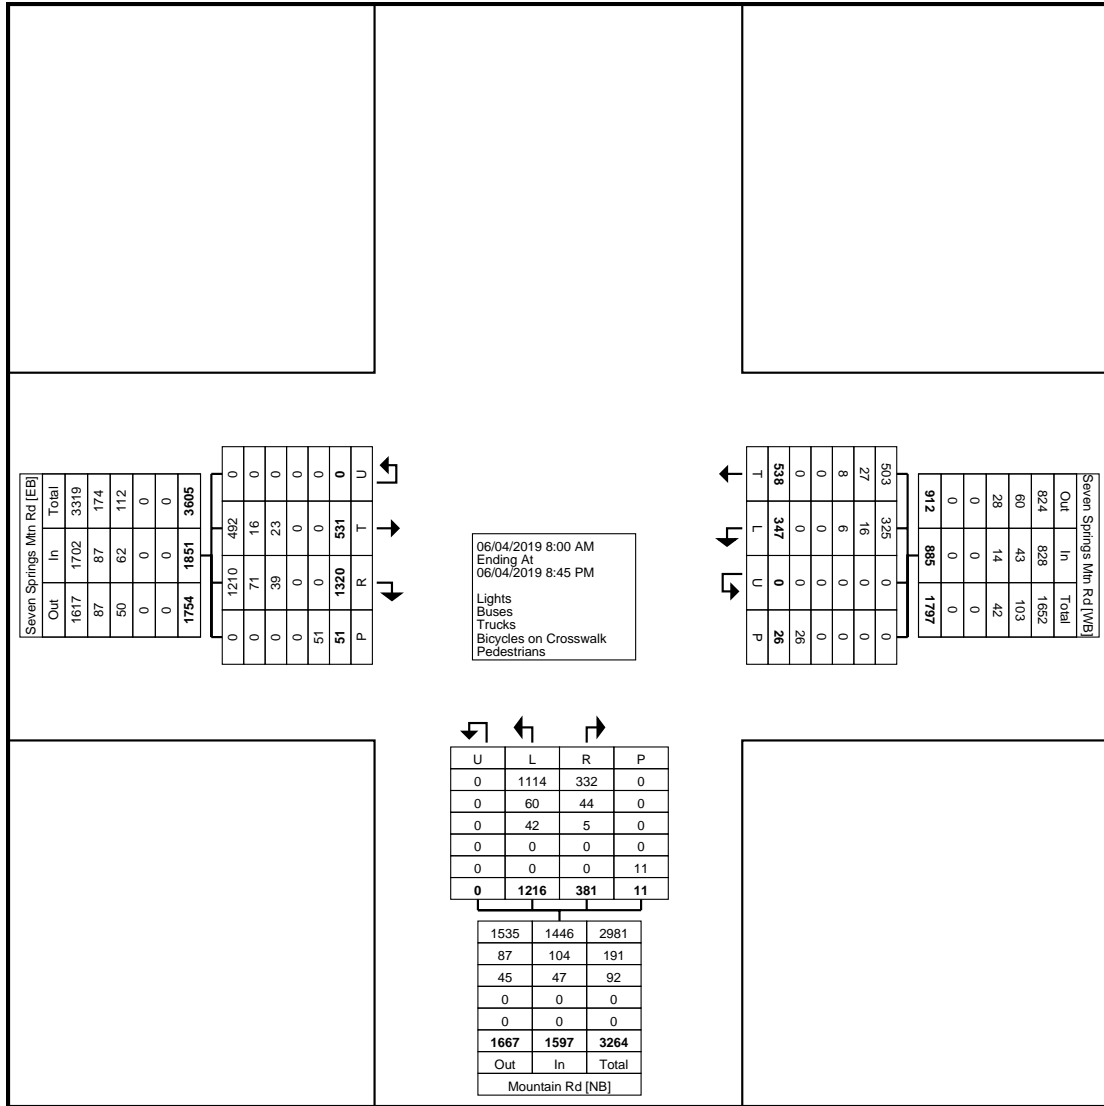 U T R P
0 531 1320 51
0 0 0 51
0 0 0 0
0 23 39 0
0 16 71 0
0 492 1210 0
3605 1851 1754
0 0 0
0 0 0
112 62 50
174 87 87
3319 1702 1617
Total In Out
Seven Springs Mtn Rd [EB]
06/04/2019 8:00 AM
Ending At
06/04/2019 8:45 PM
Lights
Buses
Trucks
Bicycles on Crosswalk
Pedestrians
Seven Springs Mtn Rd [WB]
Out In Total
824 828 1652
60 43 103
28 14 42
0 0 0
0 0 0
912 885 1797
503 325 0 0
27 16 0 0
8 6 0 0
0 0 0 0
0 0 0 26
538 347 0 26
T L U P
U L R P
0 1114 332 0
0 60 44 0
0 42 5 0
0 0 0 0
0 0 0 11
0 1216 381 11
1535 1446 2981
87 104 191
45 47 92
0 0 0
0 0 0
1667 1597 3264
Out In Total
Mountain Rd [NB]